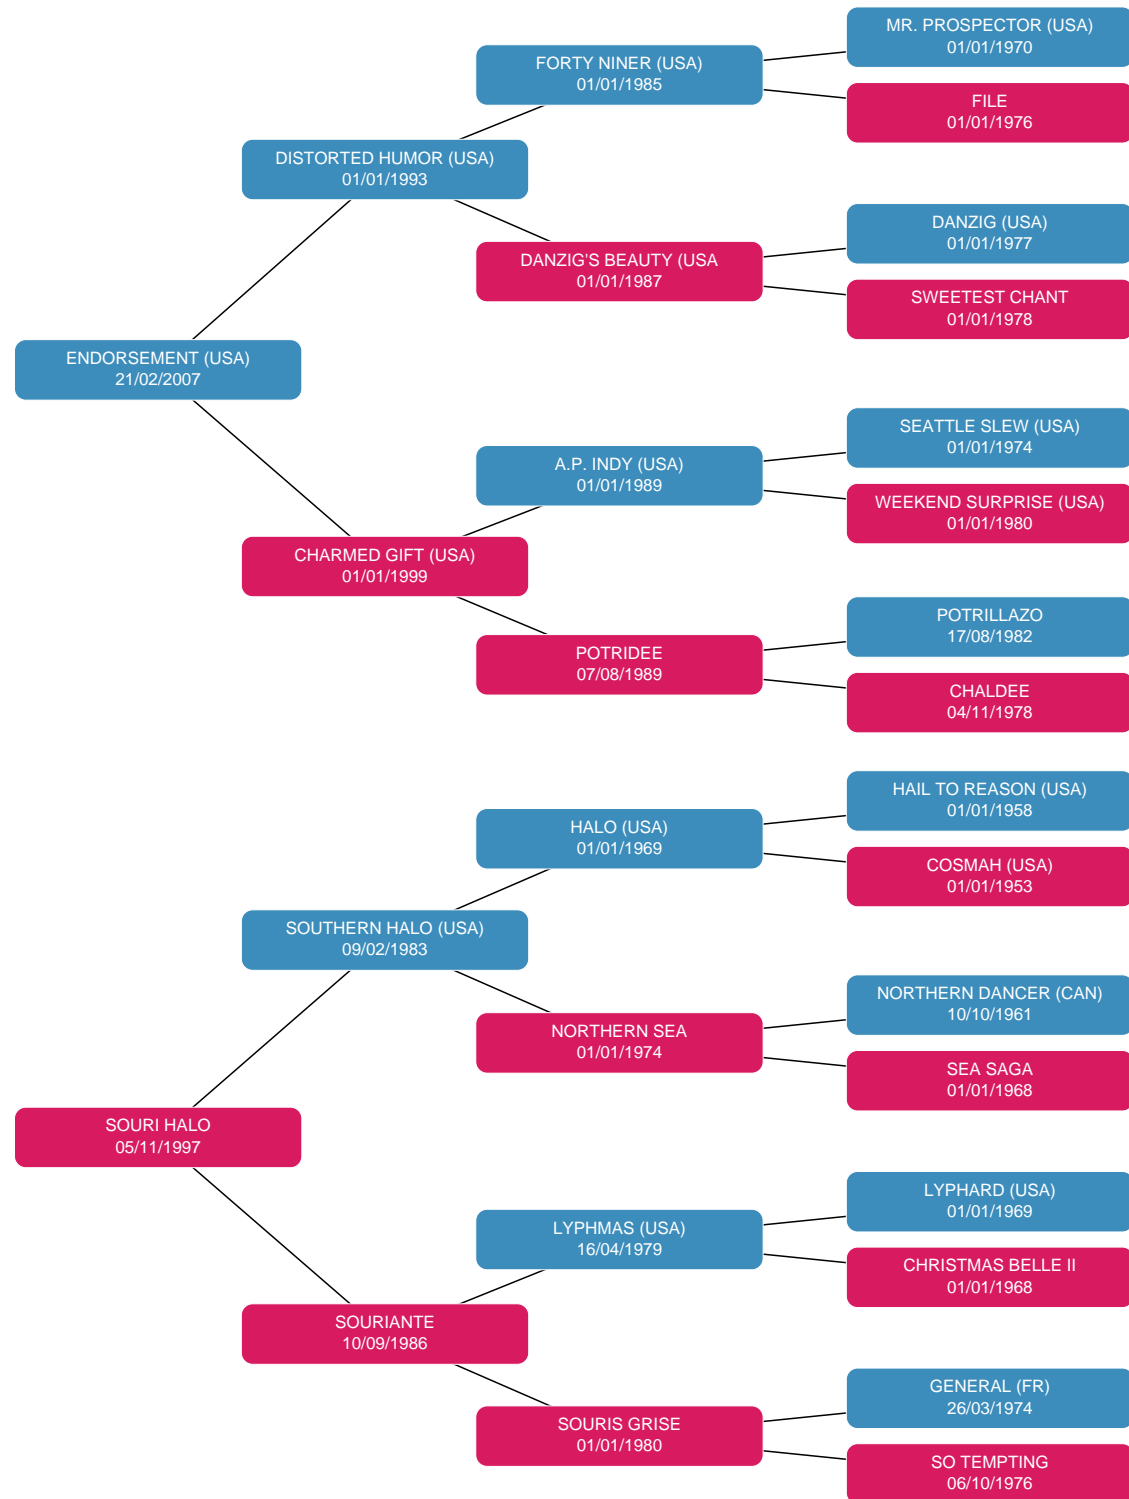 MR. PROSPECTOR (USA)
01/01/1970
FORTY NINER (USA)
01/01/1985
FILE
01/01/1976
DISTORTED HUMOR (USA)
01/01/1993
DANZIG (USA)
01/01/1977
DANZIG'S BEAUTY (USA
01/01/1987
SWEETEST CHANT
01/01/1978
ENDORSEMENT (USA)
21/02/2007
SEATTLE SLEW (USA)
01/01/1974
A.P. INDY (USA)
01/01/1989
WEEKEND SURPRISE (USA)
01/01/1980
CHARMED GIFT (USA)
01/01/1999
POTRILLAZO
17/08/1982
POTRIDEE
07/08/1989
CHALDEE
04/11/1978
HAIL TO REASON (USA)
01/01/1958
HALO (USA)
01/01/1969
COSMAH (USA)
01/01/1953
SOUTHERN HALO (USA)
09/02/1983
NORTHERN DANCER (CAN)
10/10/1961
NORTHERN SEA
01/01/1974
SEA SAGA
01/01/1968
SOURI HALO
05/11/1997
LYPHARD (USA)
01/01/1969
LYPHMAS (USA)
16/04/1979
CHRISTMAS BELLE II
01/01/1968
SOURIANTE
10/09/1986
GENERAL (FR)
26/03/1974
SOURIS GRISE
01/01/1980
SO TEMPTING
06/10/1976